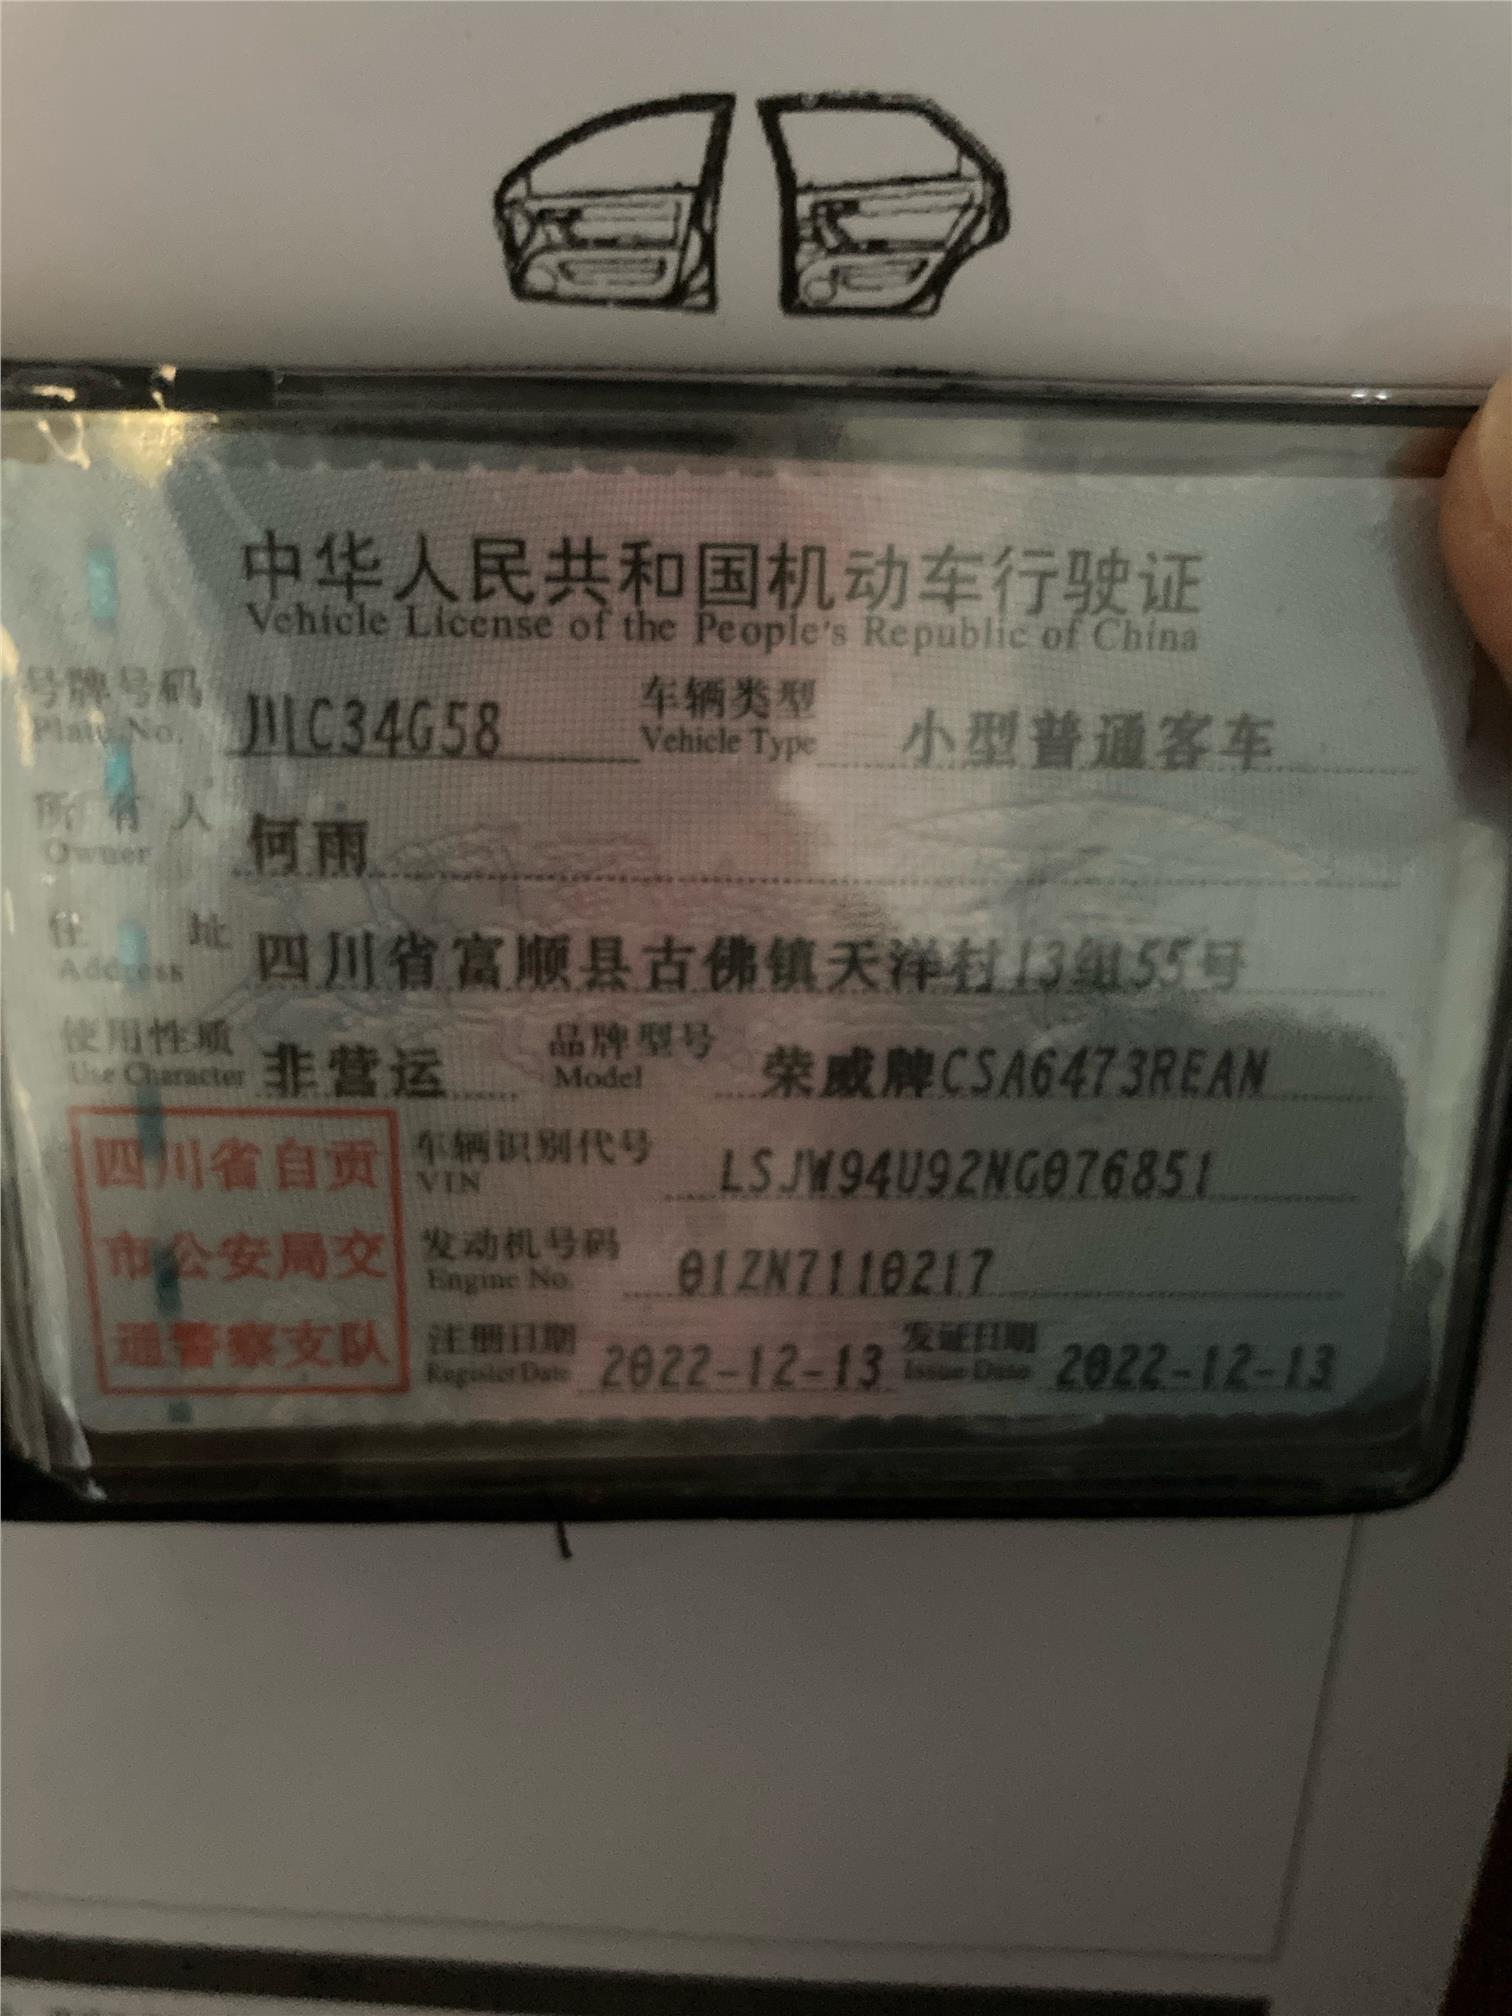 中华人民共和国机动车行驶证
Vehicle License of the People's Republic of China
号牌号码 川C34G58 车辆类型 小型普通客车
Plate No. Vehicle Type
所有人 何雨
Owner
住址 四川省富顺县古佛镇天洋村13组55号
Address
使用性质 非营运 品牌型号 荣威牌CSA6473REAN
Use Character Model
四川省自贡
市公安局交
通警察支队
车辆识别代号 LSJW94U92NG076851
VIN
发动机号码 01ZN7110217
Engine No.
注册日期 2022-12-13 发证日期 2022-12-13
Register Date Issue Date